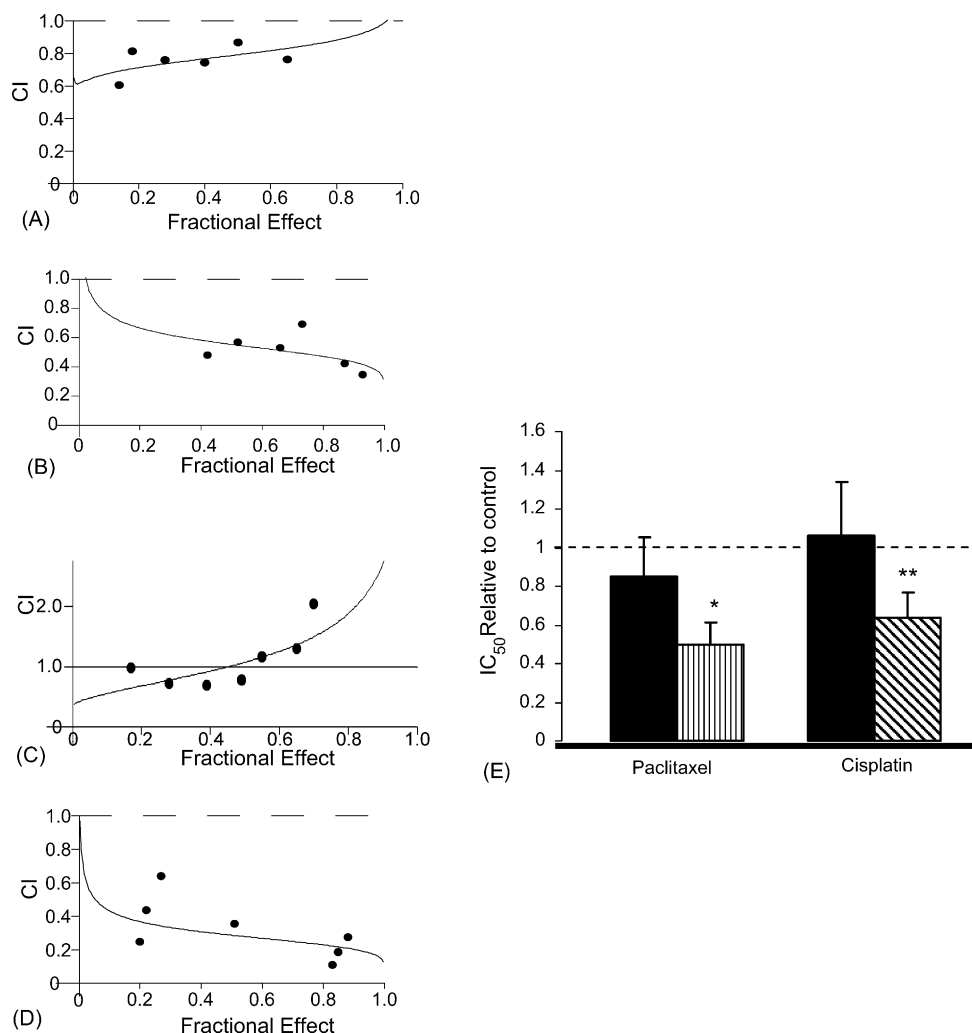 1.0
0.8
0.6
0.4
0.2
0
CI
0.2 0.4 0.6 0.8 1.0
Fractional Effect
(A)
1.0
0.8
0.6
0.4
0.2
0
CI
0 0.2 0.4 0.6 0.8 1.0
Fractional Effect
(B)
2.0
1.0
0
CI
0 0.2 0.4 0.6 0.8 1.0
Fractional Effect
(C)
1.0
0.8
0.6
0.4
0.2
0
CI
0 0.2 0.4 0.6 0.8 1.0
Fractional Effect
(D)
1.6
1.4
1.2
1
0.8
0.6
0.4
0.2
0
IC50 Relative to control
*
**
Paclitaxel Cisplatin
(E)